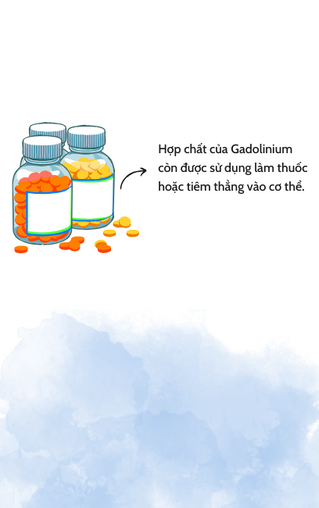 Hợp chất của Gadolinium
còn được sử dụng làm thuốc
hoặc tiêm thẳng vào cơ thể.